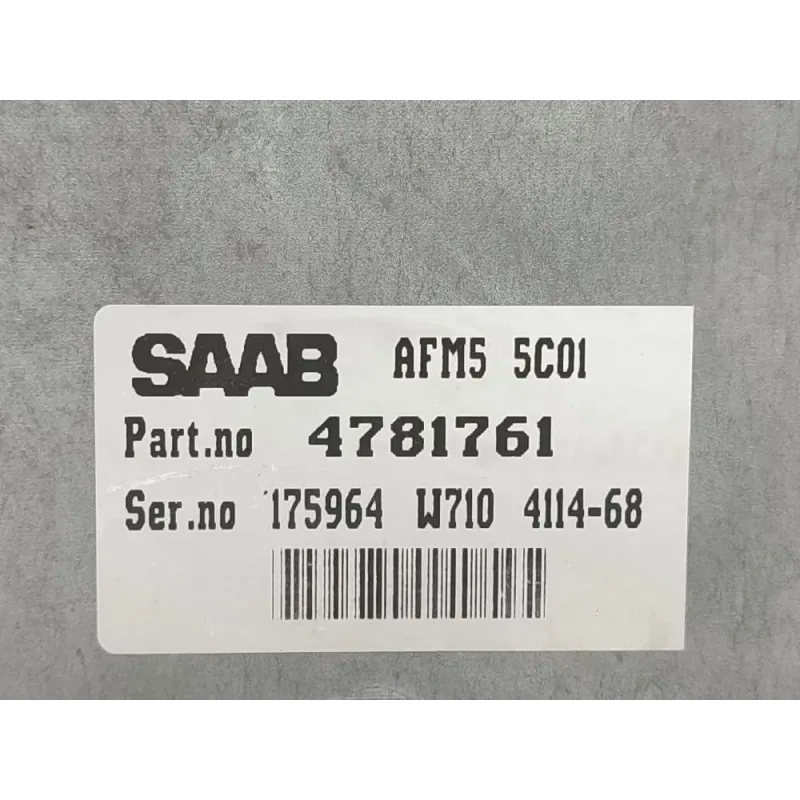 SAAB AFM5 5C01
Part.no 4781761
Ser.no 175964 W710 4114-68